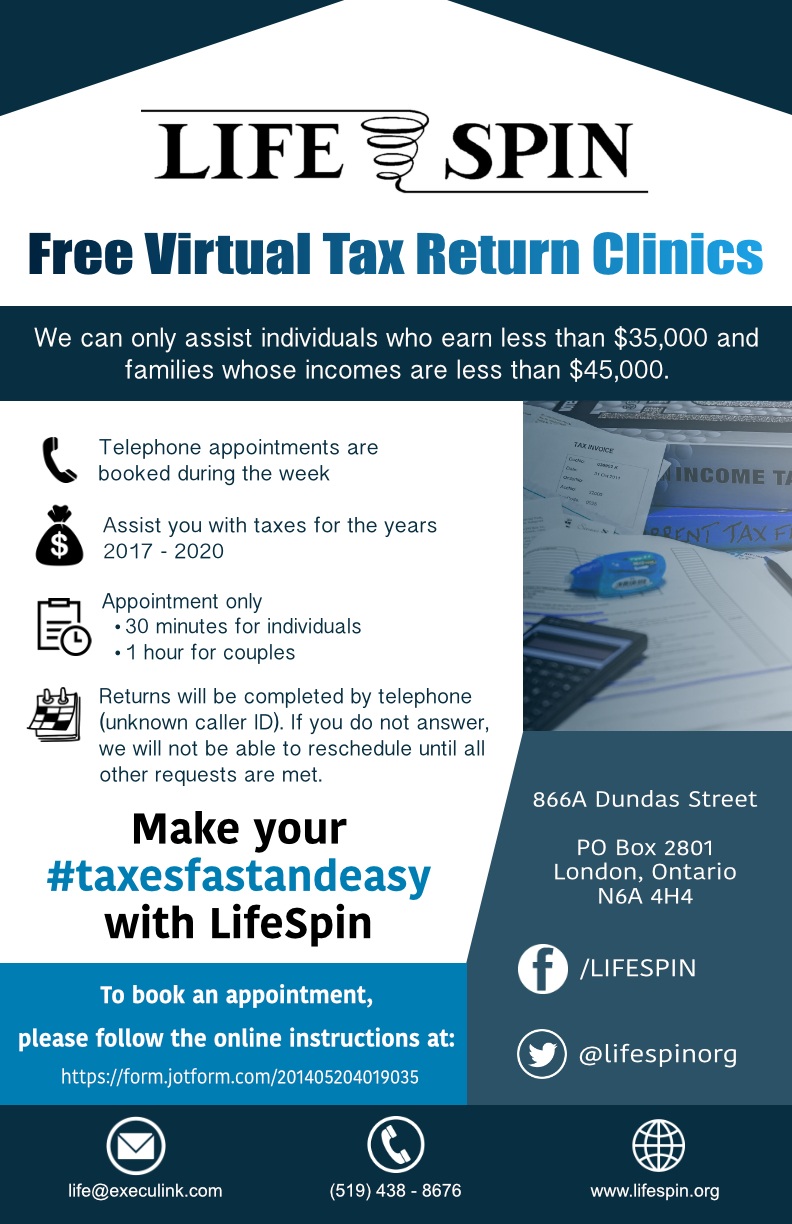 LIFE SPIN
Free Virtual Tax Return Clinics
We can only assist individuals who earn less than $35,000 and
families whose incomes are less than $45,000.
Telephone appointments are
booked during the week
$
Assist you with taxes for the years
2017 - 2020
Appointment only
• 30 minutes for individuals
• 1 hour for couples
Returns will be completed by telephone
(unknown caller ID). If you do not answer,
we will not be able to reschedule until all
other requests are met.
TAX INVOICE
INCOME TA
RRENT TAX F
Make your
#taxesfastandeasy
with LifeSpin
866A Dundas Street
PO Box 2801
London, Ontario
N6A 4H4
/LIFESPIN
@lifespinorg
To book an appointment,
please follow the online instructions at:
https://form.jotform.com/201405204019035
life@execulink.com
(519) 438 - 8676
www.lifespin.org